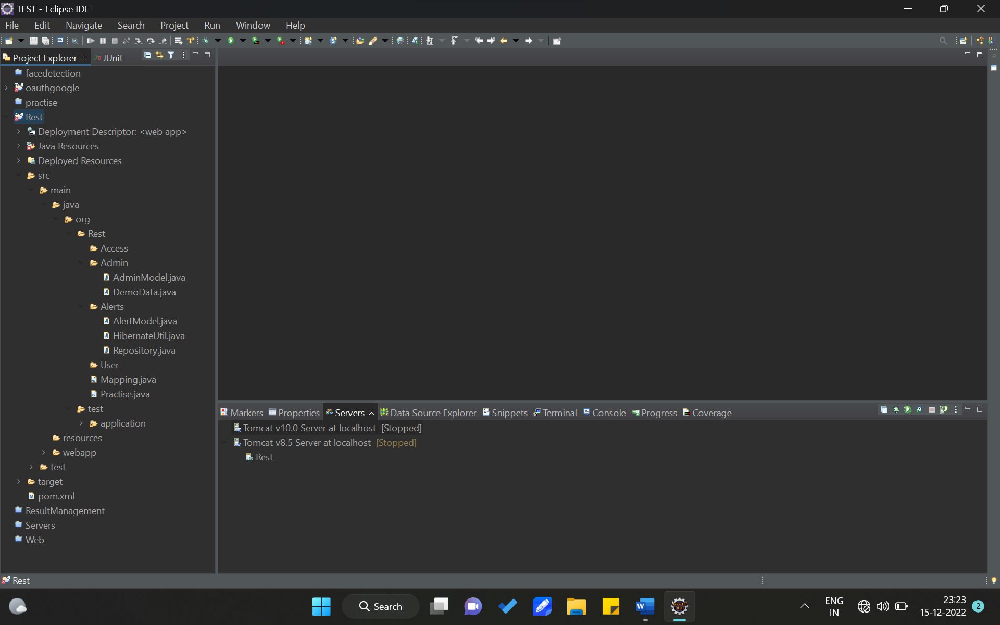 TEST - Eclipse IDE
File Edit Navigate Search Project Run Window Help
Project Explorer JUnit
facedetection
oauthgoogle
practise
Rest
Deployment Descriptor: <web app>
Java Resources
Deployed Resources
src
main
java
org
Rest
Access
Admin
AdminModel.java
DemoData.java
Alerts
AlertModel.java
HibernateUtil.java
Repository.java
User
Mapping.java
Practise.java
test
application
resources
webapp
test
target
pom.xml
ResultManagement
Servers
Web
Markers Properties Servers Data Source Explorer Snippets Terminal Console Progress Coverage
Tomcat v10.0 Server at localhost [Stopped]
Tomcat v8.5 Server at localhost [Stopped]
Rest
Rest
Search
ENG
IN
23:23
15-12-2022
2